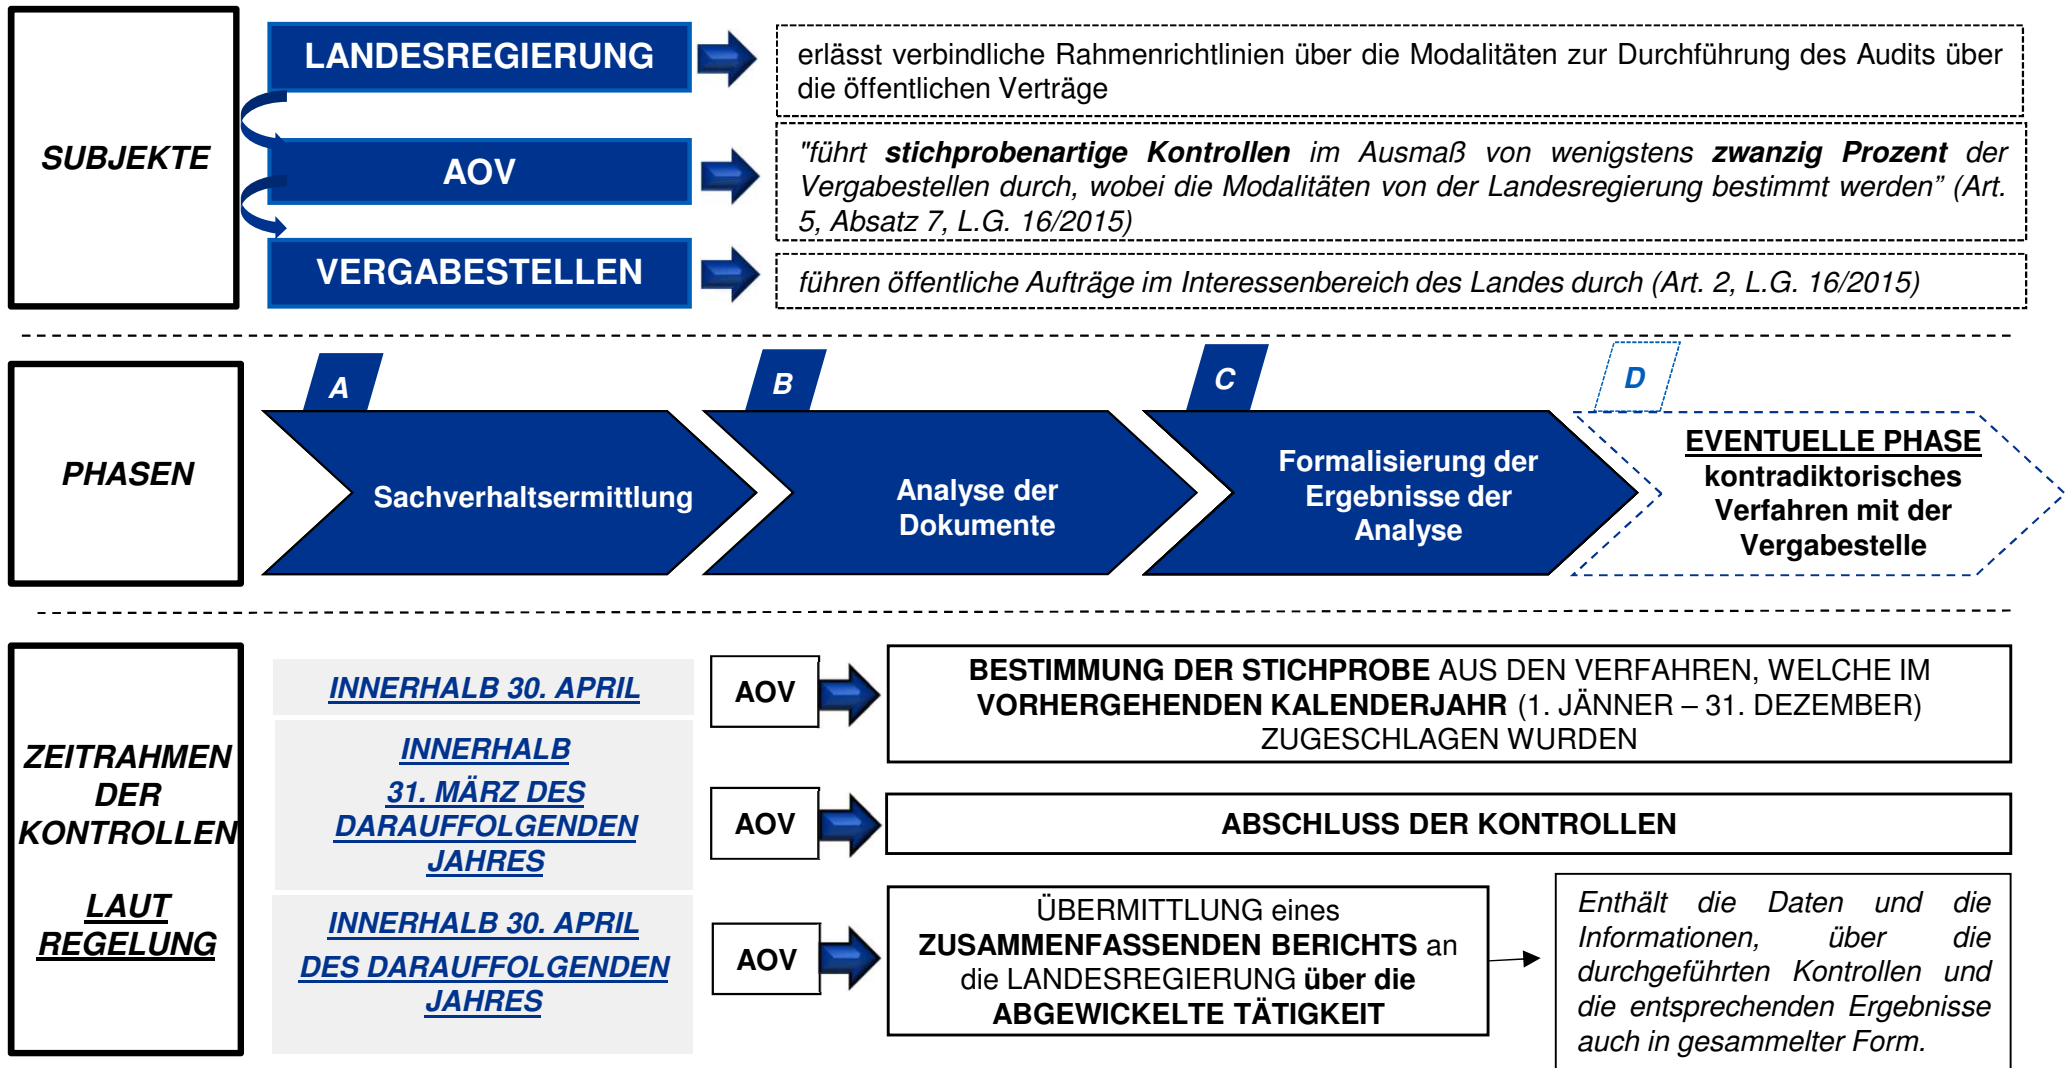 SUBJEKTE
LANDESREGIERUNG
erlässt verbindliche Rahmenrichtlinien über die Modalitäten zur Durchführung des Audits über
die öffentlichen Verträge
AOV
"führt stichprobenartige Kontrollen im Ausmaß von wenigstens zwanzig Prozent der
Vergabestellen durch, wobei die Modalitäten von der Landesregierung bestimmt werden” (Art.
5, Absatz 7, L.G. 16/2015)
VERGABESTELLEN
führen öffentliche Aufträge im Interessenbereich des Landes durch (Art. 2, L.G. 16/2015)
PHASEN
A
Sachverhaltsermittlung
B
Analyse der
Dokumente
C
Formalisierung der
Ergebnisse der
Analyse
D
EVENTUELLE PHASE
kontradiktorisches
Verfahren mit der
Vergabestelle
ZEITRAHMEN
DER
KONTROLLEN
LAUT
REGELUNG
INNERHALB 30. APRIL
AOV
BESTIMMUNG DER STICHPROBE AUS DEN VERFAHREN, WELCHE IM
VORHERGEHENDEN KALENDERJAHR (1. JÄNNER – 31. DEZEMBER)
ZUGESCHLAGEN WURDEN
INNERHALB
31. MÄRZ DES
DARAUFFOLGENDEN
JAHRES
AOV
ABSCHLUSS DER KONTROLLEN
INNERHALB 30. APRIL
DES DARAUFFOLGENDEN
JAHRES
AOV
ÜBERMITTLUNG eines
ZUSAMMENFASSENDEN BERICHTS an
die LANDESREGIERUNG über die
ABGEWICKELTE TÄTIGKEIT
Enthält die Daten und die
Informationen, über die
durchgeführten Kontrollen und
die entsprechenden Ergebnisse
auch in gesammelter Form.